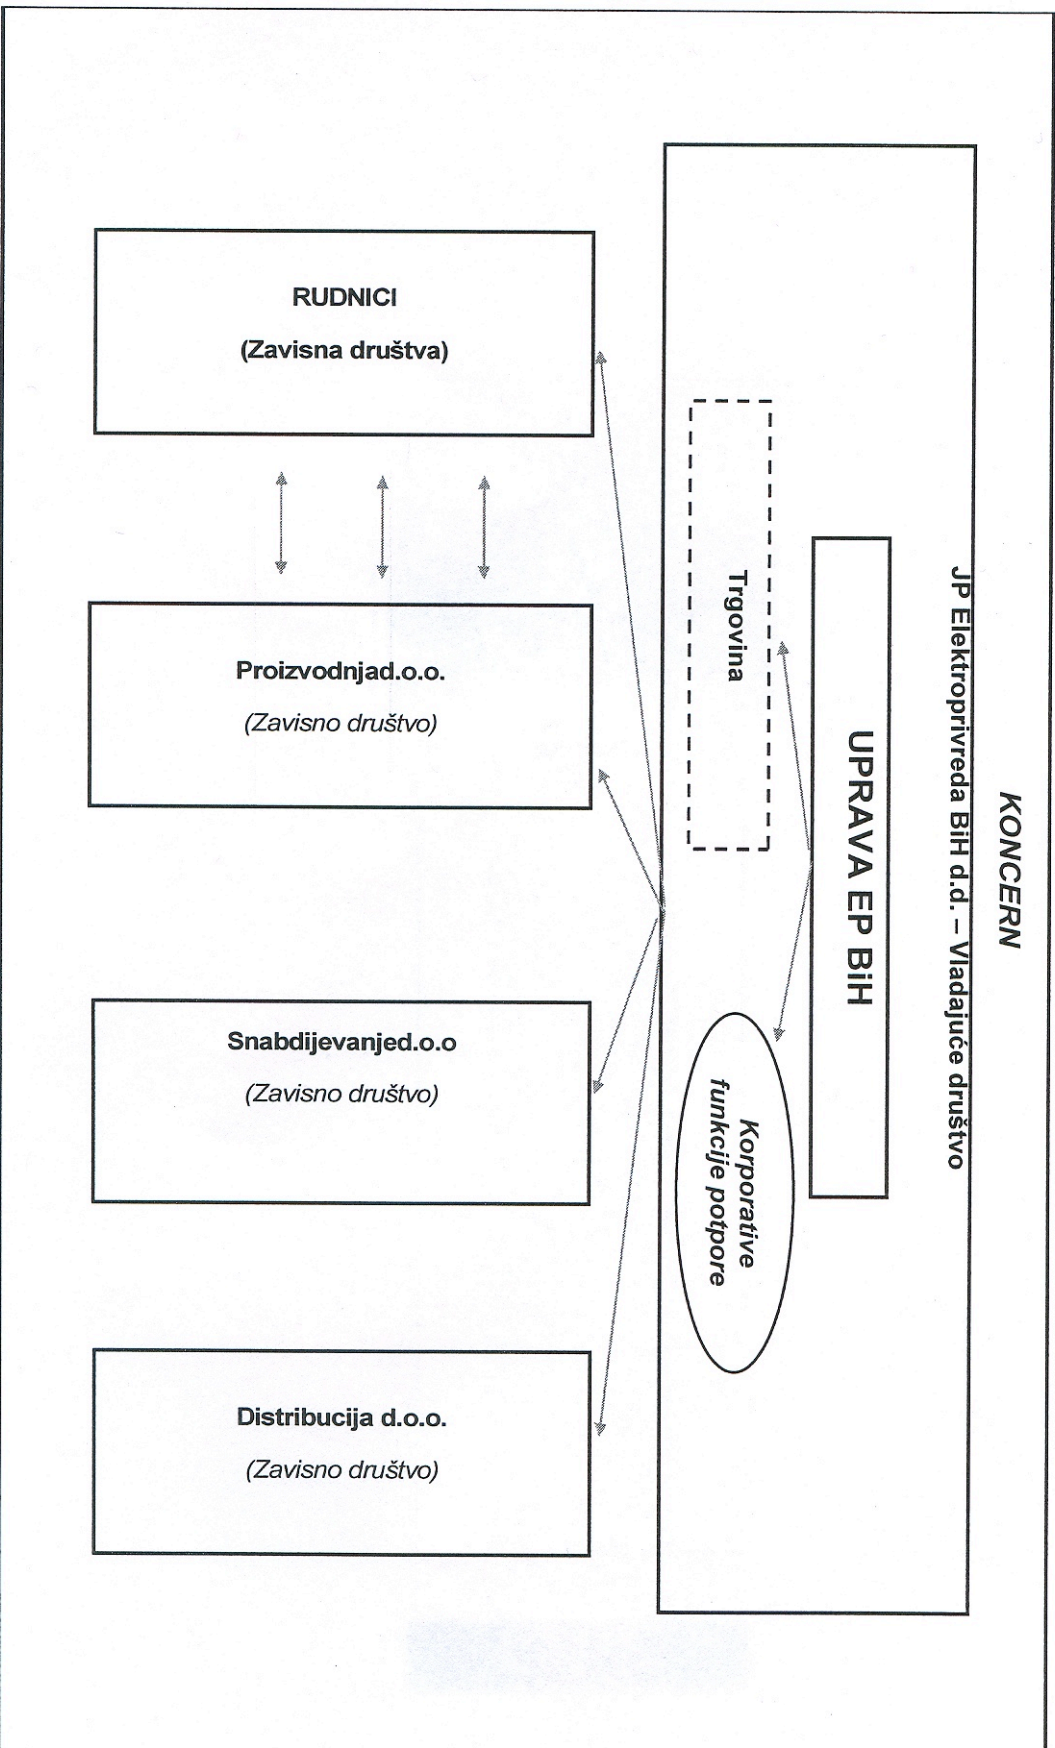 KONCERN
JP Elektroprivreda BiH d.d. – Vladajuće društvo
UPRAVA EP BiH
Trgovina
Korporative
funkcije potpore
RUDNICI
(Zavisna društva)
Proizvodnjad.o.o.
(Zavisno društvo)
Snabdijevanjed.o.o
(Zavisno društvo)
Distribucija d.o.o.
(Zavisno društvo)